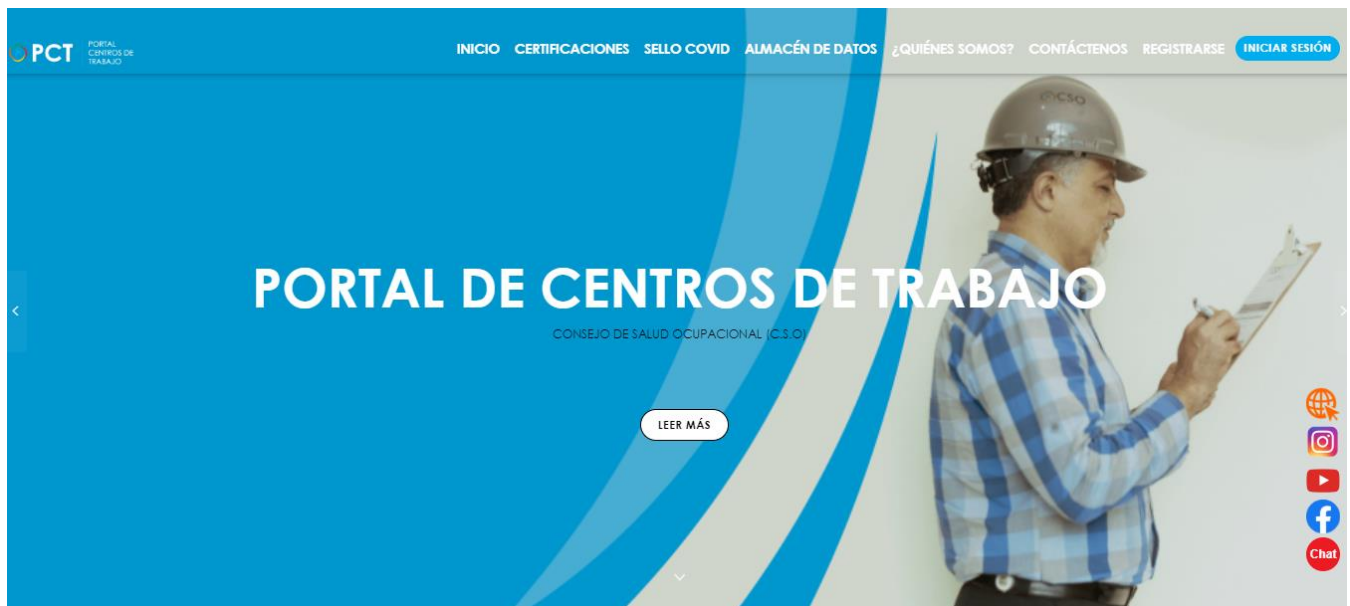 PCT
PORTAL
CENTROS DE
TRABAJO
INICIO CERTIFICACIONES SELLO COVID ALMACÉN DE DATOS ¿QUIÉNES SOMOS? CONTÁCTENOS REGISTRARSE INICIAR SESIÓN
CSO
PORTAL DE CENTROS DE TRABAJO
CONSEJO DE SALUD OCUPACIONAL (C.S.O)
LEER MÁS
Chat